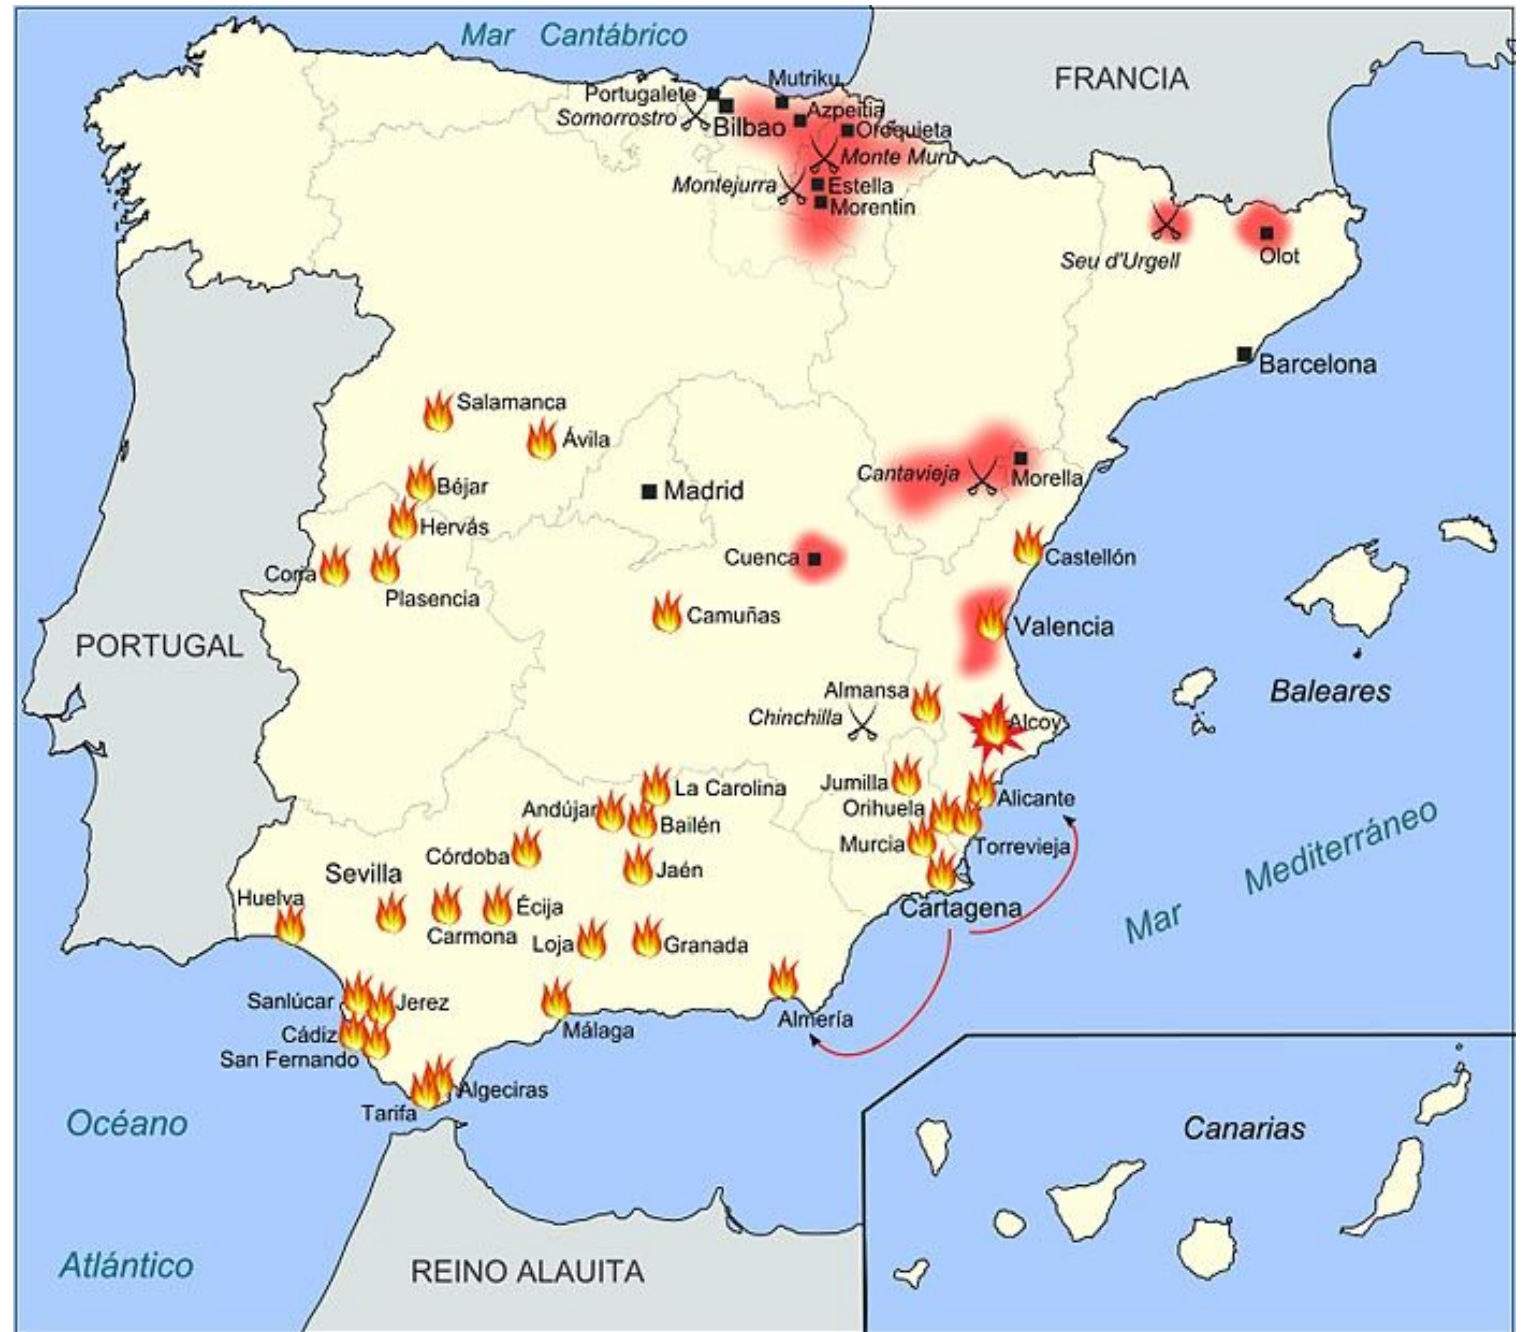 Mar Cantábrico
FRANCIA
Mutriku
Portugalete
Azpeitia
Somorrostro
Bilbao
Oroquieta
Monte Muru
Montejurra
Estella
Morentin
Seu d'Urgell
Olot
Barcelona
Salamanca
Ávila
Béjar
Madrid
Cantavieja
Morella
Hervás
Coria
Plasencia
Cuenca
Castellón
Camuñas
Valencia
PORTUGAL
Baleares
Almansa
Chinchilla
Alcoy
Jumilla
La Carolina
Alicante
Andújar
Orihuela
Bailén
Murcia
Torrevieja
Córdoba
Jaén
Sevilla
Mar Mediterráneo
Huelva
Écija
Cartagena
Carmona
Loja
Granada
Sanlúcar
Jerez
Almería
Málaga
Cádiz
San Fernando
Algeciras
Tarifa
Océano
Canarias
Atlántico
REINO ALAUITA